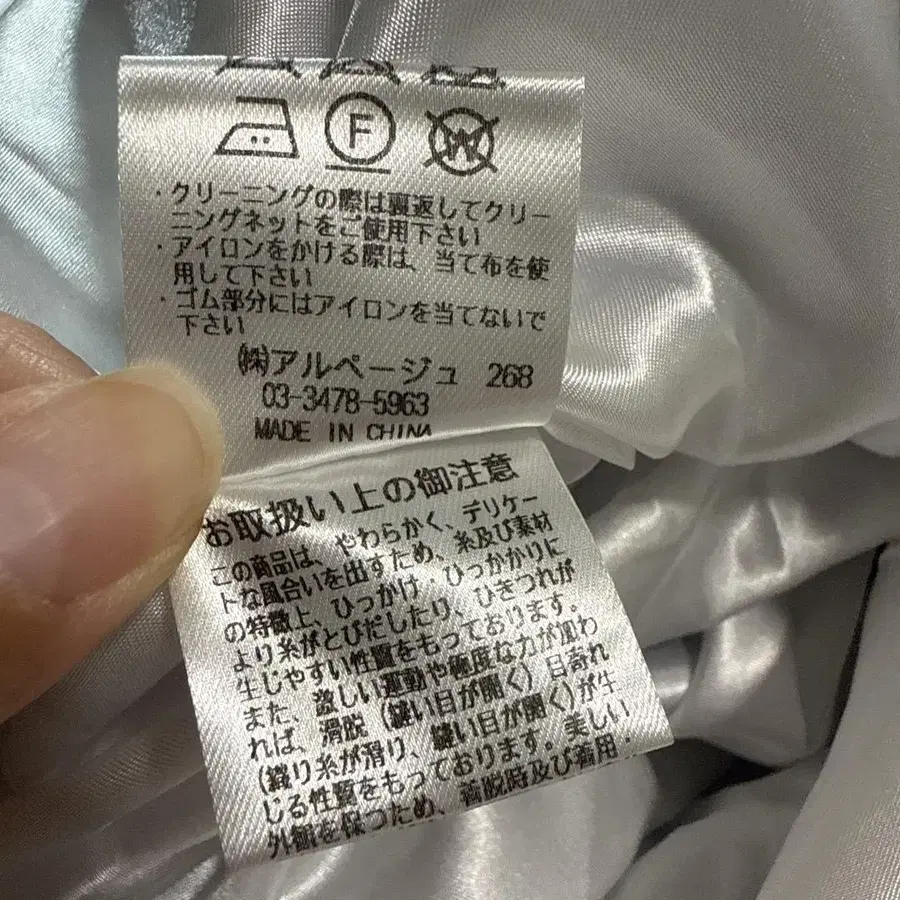 F W
・クリーニングの際は裏返してクリー
ニングネットをご使用下さい
・アイロンをかける際は、当て布を使
用して下さい
・ゴム部分にはアイロンを当てないで
下さい
㈱アルページュ 268
03-3478-5963
MADE IN CHINA
お取扱い上の御注意
この商品は、やわらかく、デリケー
トな風合いを出すため、糸及び素材
の特徴上、ひっかけ・ひっかかりに
より糸がとびだしたり、ひきつれが
生じやすい性質をもっております。
また、激しい運動や極度な力が加わ
れば、滑脱(縫い目が開く)目寄れ
(織り糸が滑り、縫い目が開く)が生
じる性質をもっております。美しい
外観を保つため、着脱時及び着用・